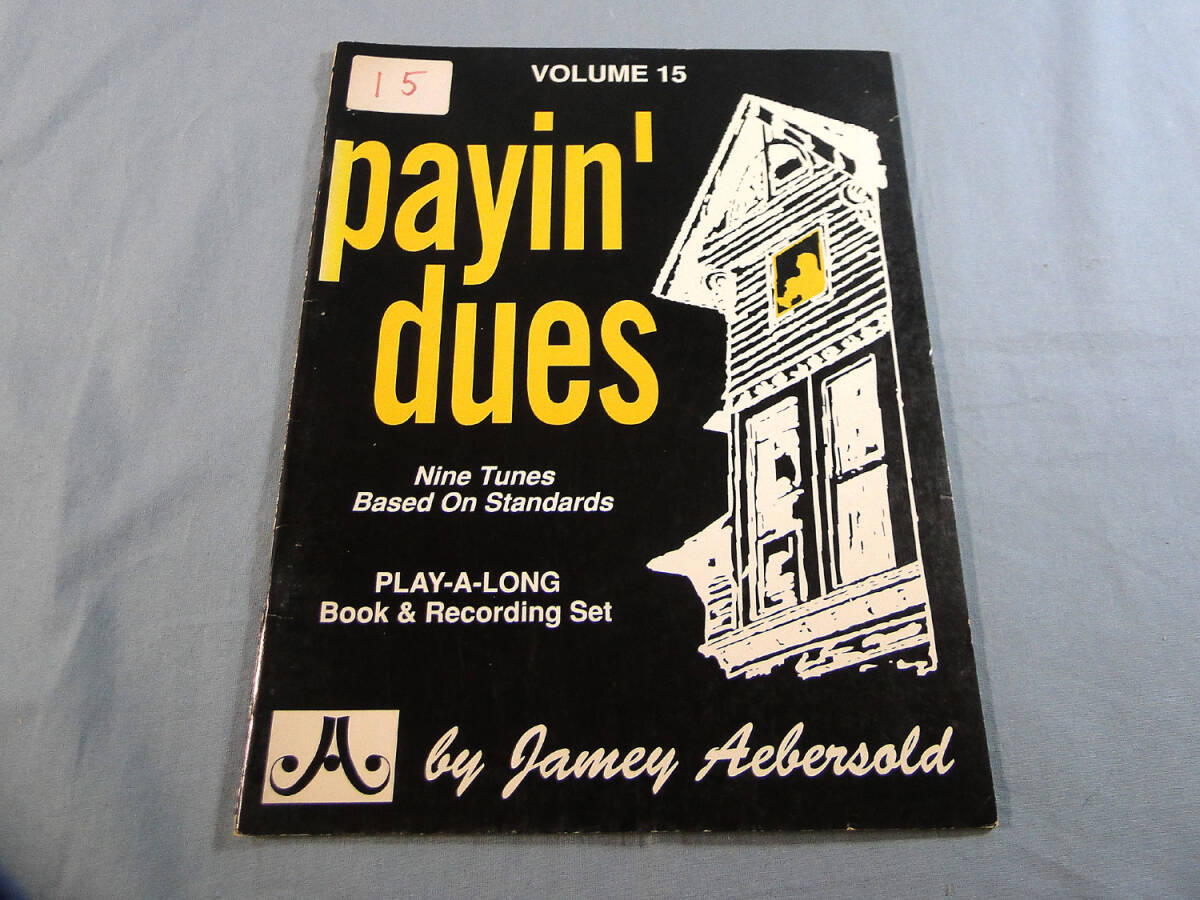 15
VOLUME 15
payin'
dues
Nine Tunes
Based On Standards
PLAY-A-LONG
Book & Recording Set
A
by Jamey Aebersold